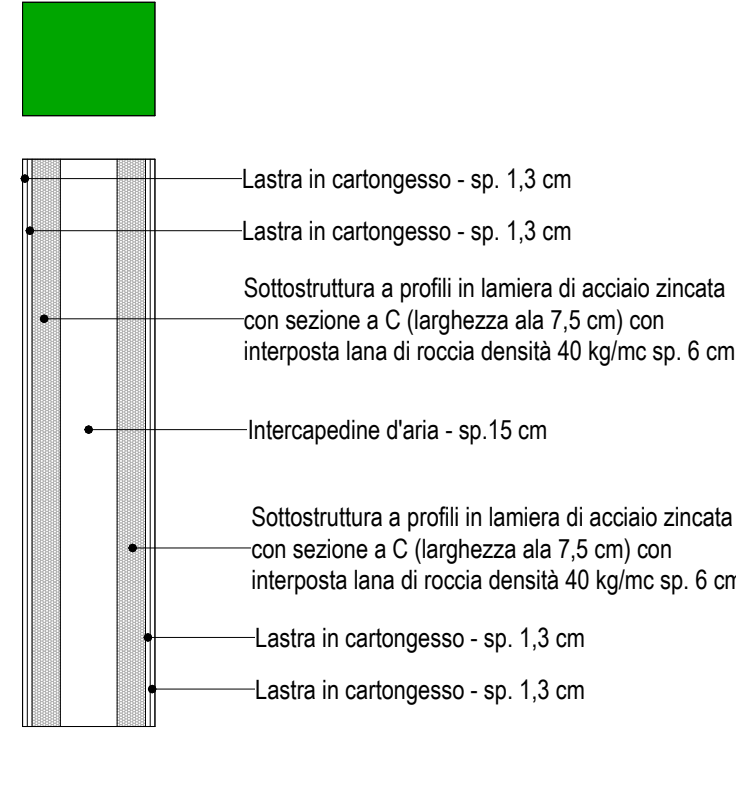 Lastra in cartongesso - sp. 1,3 cm
Lastra in cartongesso - sp. 1,3 cm
Sottostruttura a profili in lamiera di acciaio zincata
con sezione a C (larghezza ala 7,5 cm) con
interposta lana di roccia densità 40 kg/mc sp. 6 cm
Intercapedine d'aria - sp.15 cm
Sottostruttura a profili in lamiera di acciaio zincata
con sezione a C (larghezza ala 7,5 cm) con
interposta lana di roccia densità 40 kg/mc sp. 6 cm
Lastra in cartongesso - sp. 1,3 cm
Lastra in cartongesso - sp. 1,3 cm